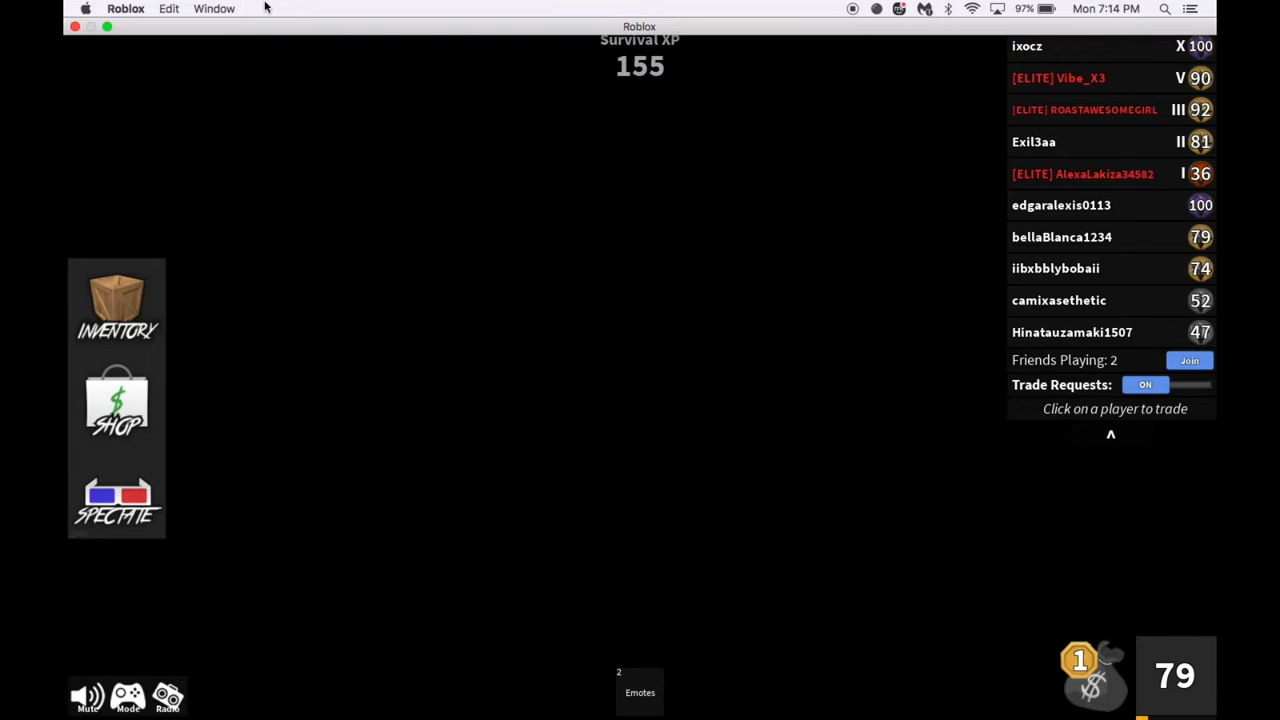 Roblox Edit Window 97% Mon 7:14 PM
Roblox
Survival XP
155
ixocz X 100
[ELITE] Vibe_X3 V 90
[ELITE] ROASTAWESOMEGIRL III 92
Exil3aa II 81
[ELITE] AlexaLakiza34582 I 36
edgaralexis0113 100
bellaBlanca1234 79
iibxbblybobaii 74
camixasethetic 52
Hinatauzamaki1507 47
Friends Playing: 2 Join
Trade Requests: ON
Click on a player to trade
^
INVENTORY
$
SHOP
SPECTATE
Mute Mode Radio
2
Emotes
1
$
79